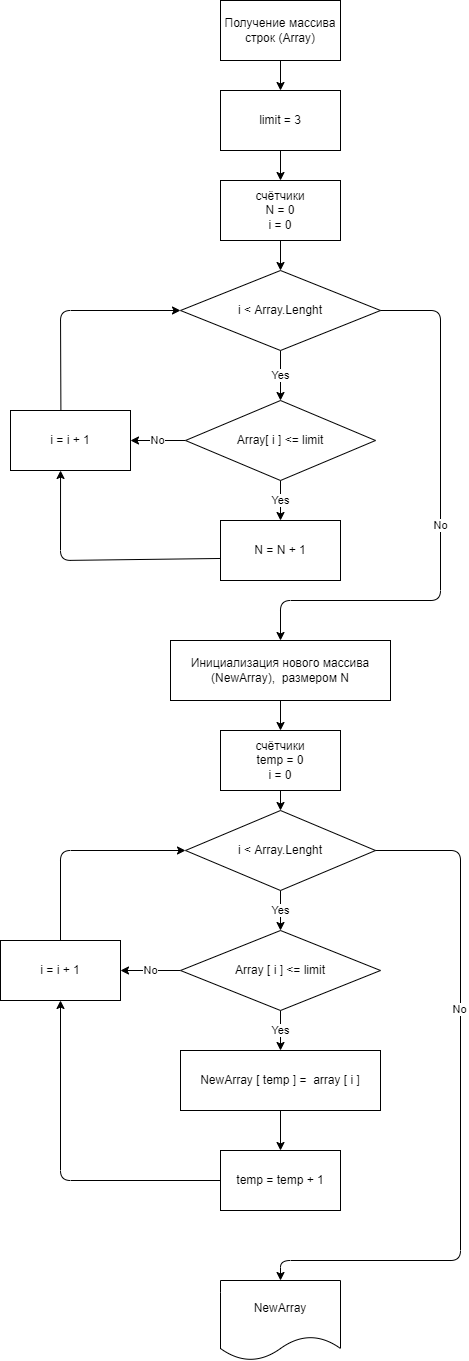 Получение массива
строк (Array)
limit = 3
счётчики
N = 0
i = 0
i < Array.Lenght
Yes
Array[ i ] <= limit
No
i = i + 1
Yes
N = N + 1
No
Инициализация нового массива
(NewArray),  размером N
счётчики
temp = 0
i = 0
i < Array.Lenght
Yes
Array [ i ] <= limit
No
i = i + 1
No
Yes
NewArray [ temp ] =  array [ i ]
temp = temp + 1
NewArray